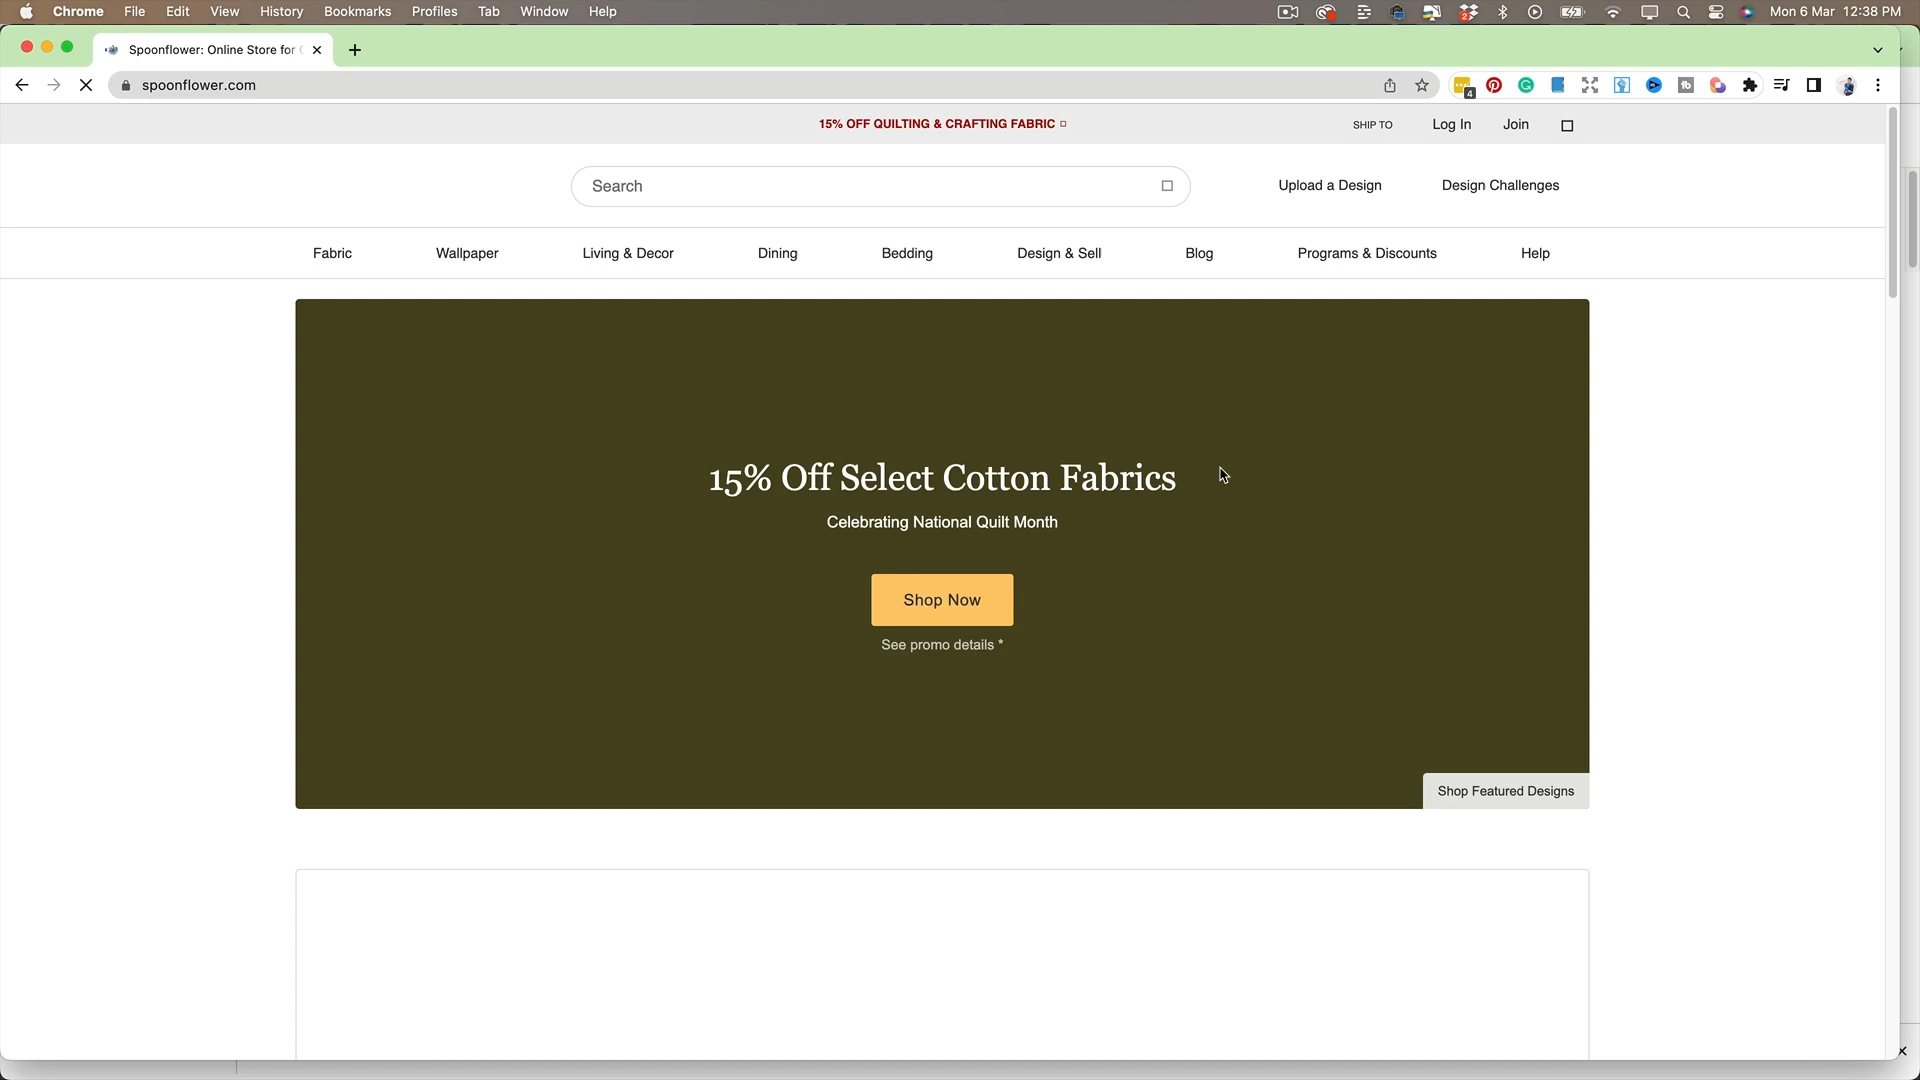 Chrome File Edit View History Bookmarks Profiles Tab Window Help
2
Mon 6 Mar 12:38 PM
Spoonflower: Online Store for
spoonflower.com
4
15% OFF QUILTING & CRAFTING FABRIC
SHIP TO Log In Join
Search
Upload a Design Design Challenges
Fabric Wallpaper Living & Decor Dining Bedding Design & Sell Blog Programs & Discounts Help
15% Off Select Cotton Fabrics
Celebrating National Quilt Month
Shop Now
See promo details *
Shop Featured Designs